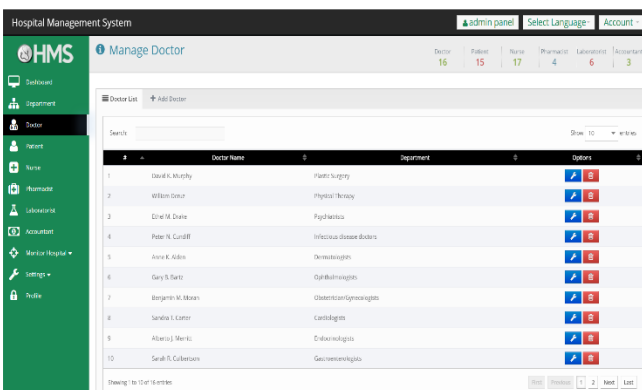 Hospital Management System
admin panel Select Language Account
HMS
Manage Doctor
Doctor 16
Patient 15
Nurse 17
Pharmacist 4
Laboratorist 6
Accountant 3
Dashboard
Department
Doctor
Patient
Nurse
Pharmacist
Laboratorist
Accountant
Monitor Hospital
Settings
Profile
Doctor List + Add Doctor
Search: Show 10 entries
# Doctor Name Department Options
1 David K. Murphy Plastic Surgery
2 William Physical Therapy
3 Ethel M. Psychiatrists
4 Peter N. Cundiff Infectious disease doctors
5 Anne K. Alden Dermatologists
6 Gary B. Bartz Ophthalmologists
7 Benjamin M. Moran Obstetrician/Gynecologists
8 Sandra T. Carter Cardiologists
9 Alberto J. Endocrinologists
10 Sarah R. Culbertson Gastroenterologists
Showing 1 to 10 of 16 entries
First Previous 1 2 Next Last